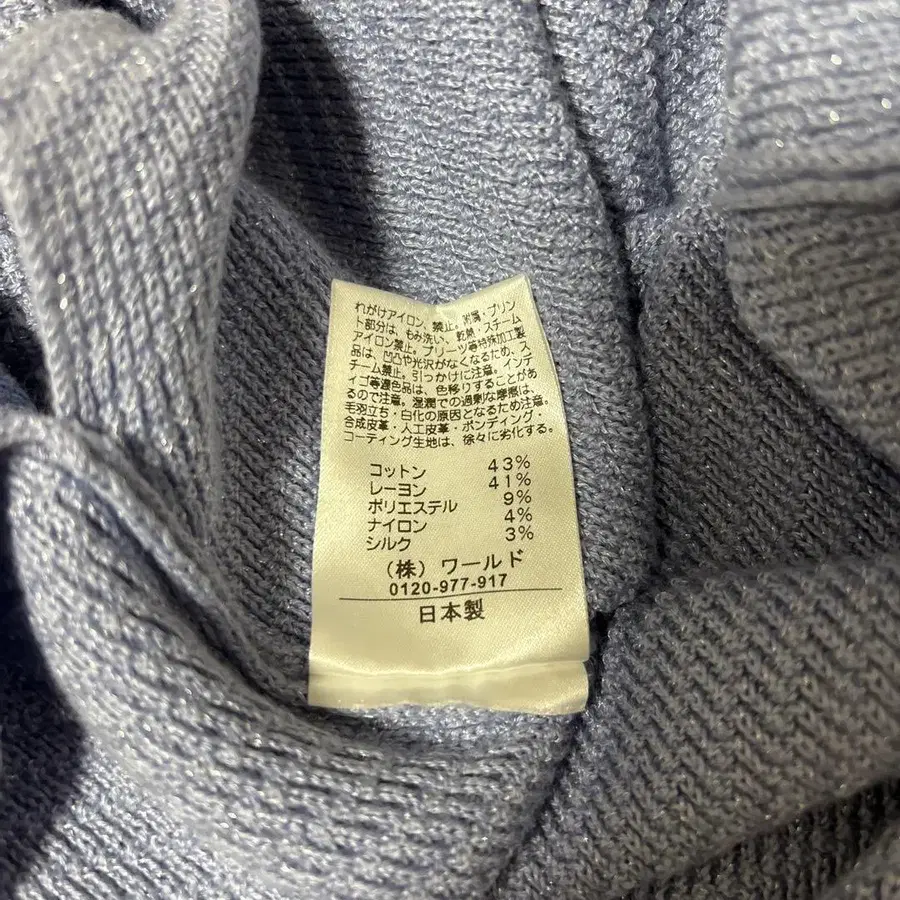 れがけアイロン、禁止。附属・プリン
ト部分は、もみ洗い、乾燥、スチーム
アイロン禁止。プリーツ等特殊加工製
品は、凹凸や光沢がなくなるため、ス
チーム禁止。引っかけに注意。インデ
ィゴ等濃色品は、色移りすることがあ
るので注意。湿潤での過剰な摩擦は、
毛羽立ち・白化の原因となるため注意。
合成皮革・人工皮革・ボンディング・
コーティング生地は、徐々に劣化する。
コットン 43%
レーヨン 41%
ポリエステル 9%
ナイロン 4%
シルク 3%
(株) ワールド
0120-977-917
日本製